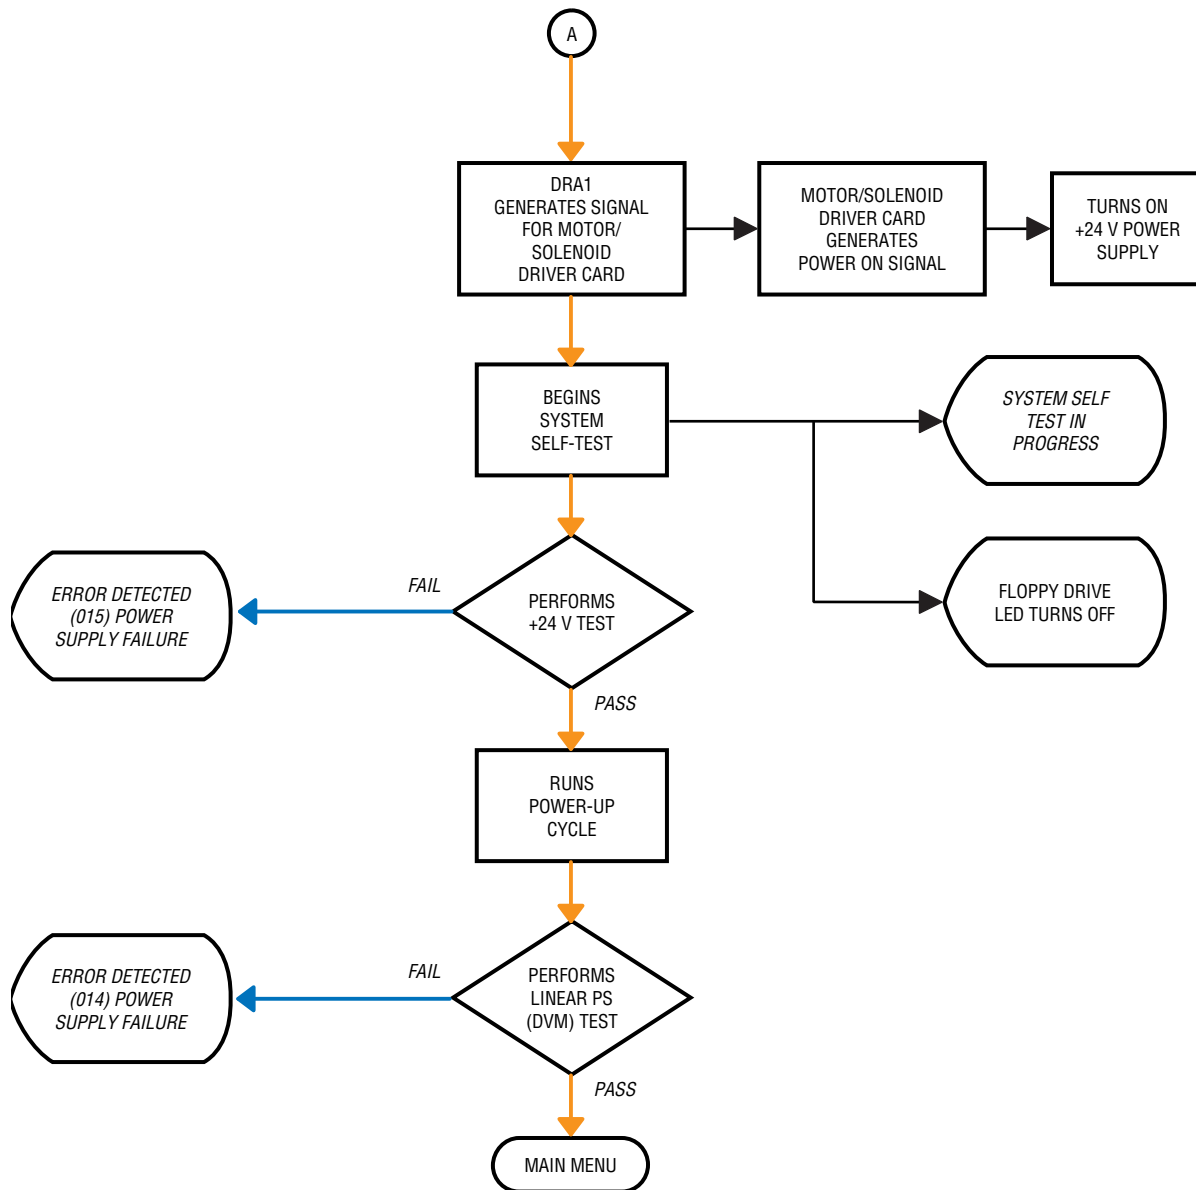 A
DRA1
GENERATES SIGNAL
FOR MOTOR/
SOLENOID
DRIVER CARD
MOTOR/SOLENOID
DRIVER CARD
GENERATES
POWER ON SIGNAL
TURNS ON
+24 V POWER
SUPPLY
BEGINS
SYSTEM
SELF-TEST
SYSTEM SELF
TEST IN
PROGRESS
FLOPPY DRIVE
LED TURNS OFF
PERFORMS
+24 V TEST
FAIL
ERROR DETECTED
(015) POWER
SUPPLY FAILURE
PASS
RUNS
POWER-UP
CYCLE
PERFORMS
LINEAR PS
(DVM) TEST
FAIL
ERROR DETECTED
(014) POWER
SUPPLY FAILURE
PASS
MAIN MENU